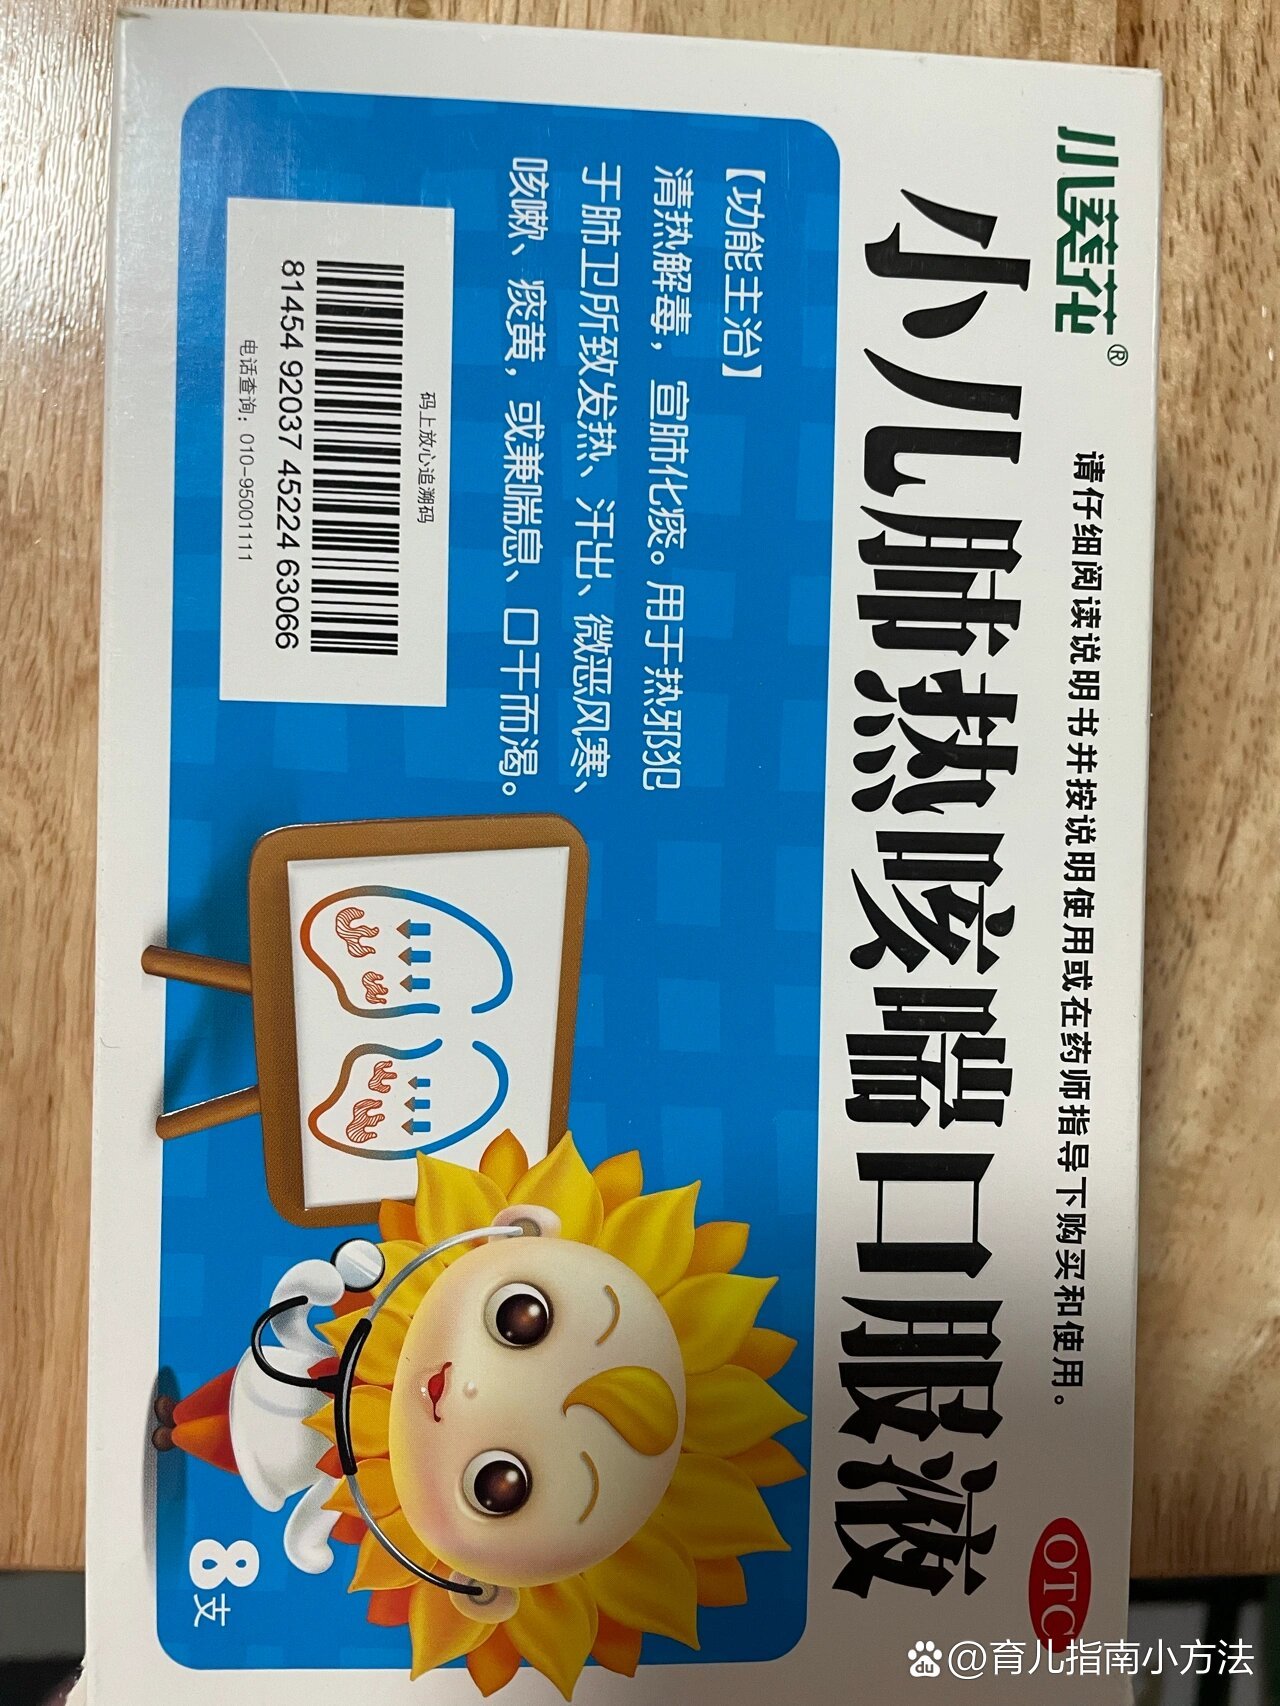 小葵花®
请仔细阅读说明书并按说明使用或在药师指导下购买和使用。
OTC
小儿肺热咳喘口服液
【功能主治】
清热解毒，宣肺化痰。用于热邪犯
于肺卫所致发热、汗出、微恶风寒、
咳嗽、痰黄，或兼喘息、口干而渴。
码上放心追溯码
81454 92037 45224 63066
电话查询：010-95001111
8支
du @育儿指南小方法